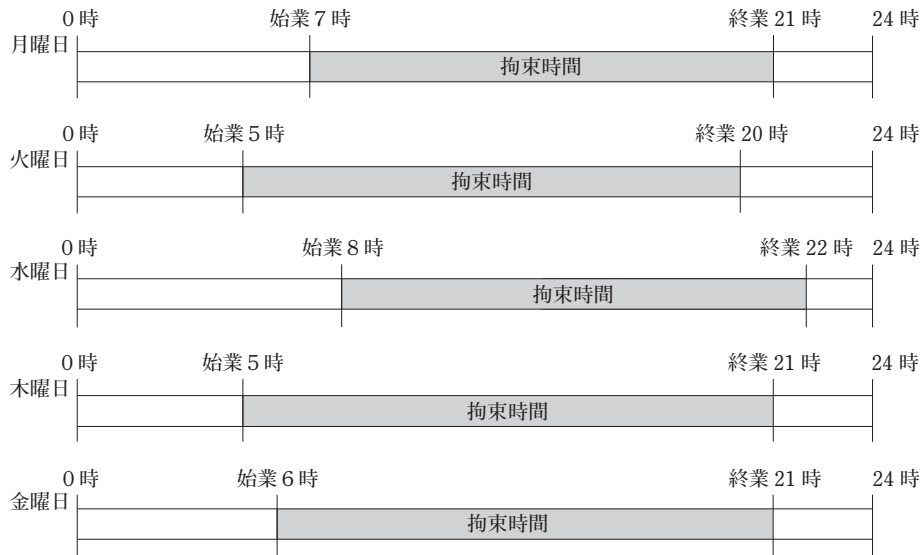 0時 始業7時 終業21時 24時
月曜日
拘束時間
0時 始業5時 終業20時 24時
火曜日
拘束時間
0時 始業8時 終業22時 24時
水曜日
拘束時間
0時 始業5時 終業21時 24時
木曜日
拘束時間
0時 始業6時 終業21時 24時
金曜日
拘束時間